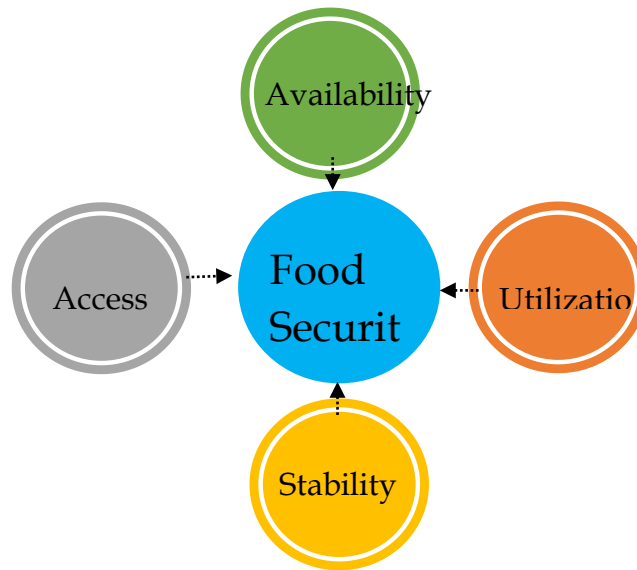 Availability
Access
Food
Securit
Utilizatio
Stability